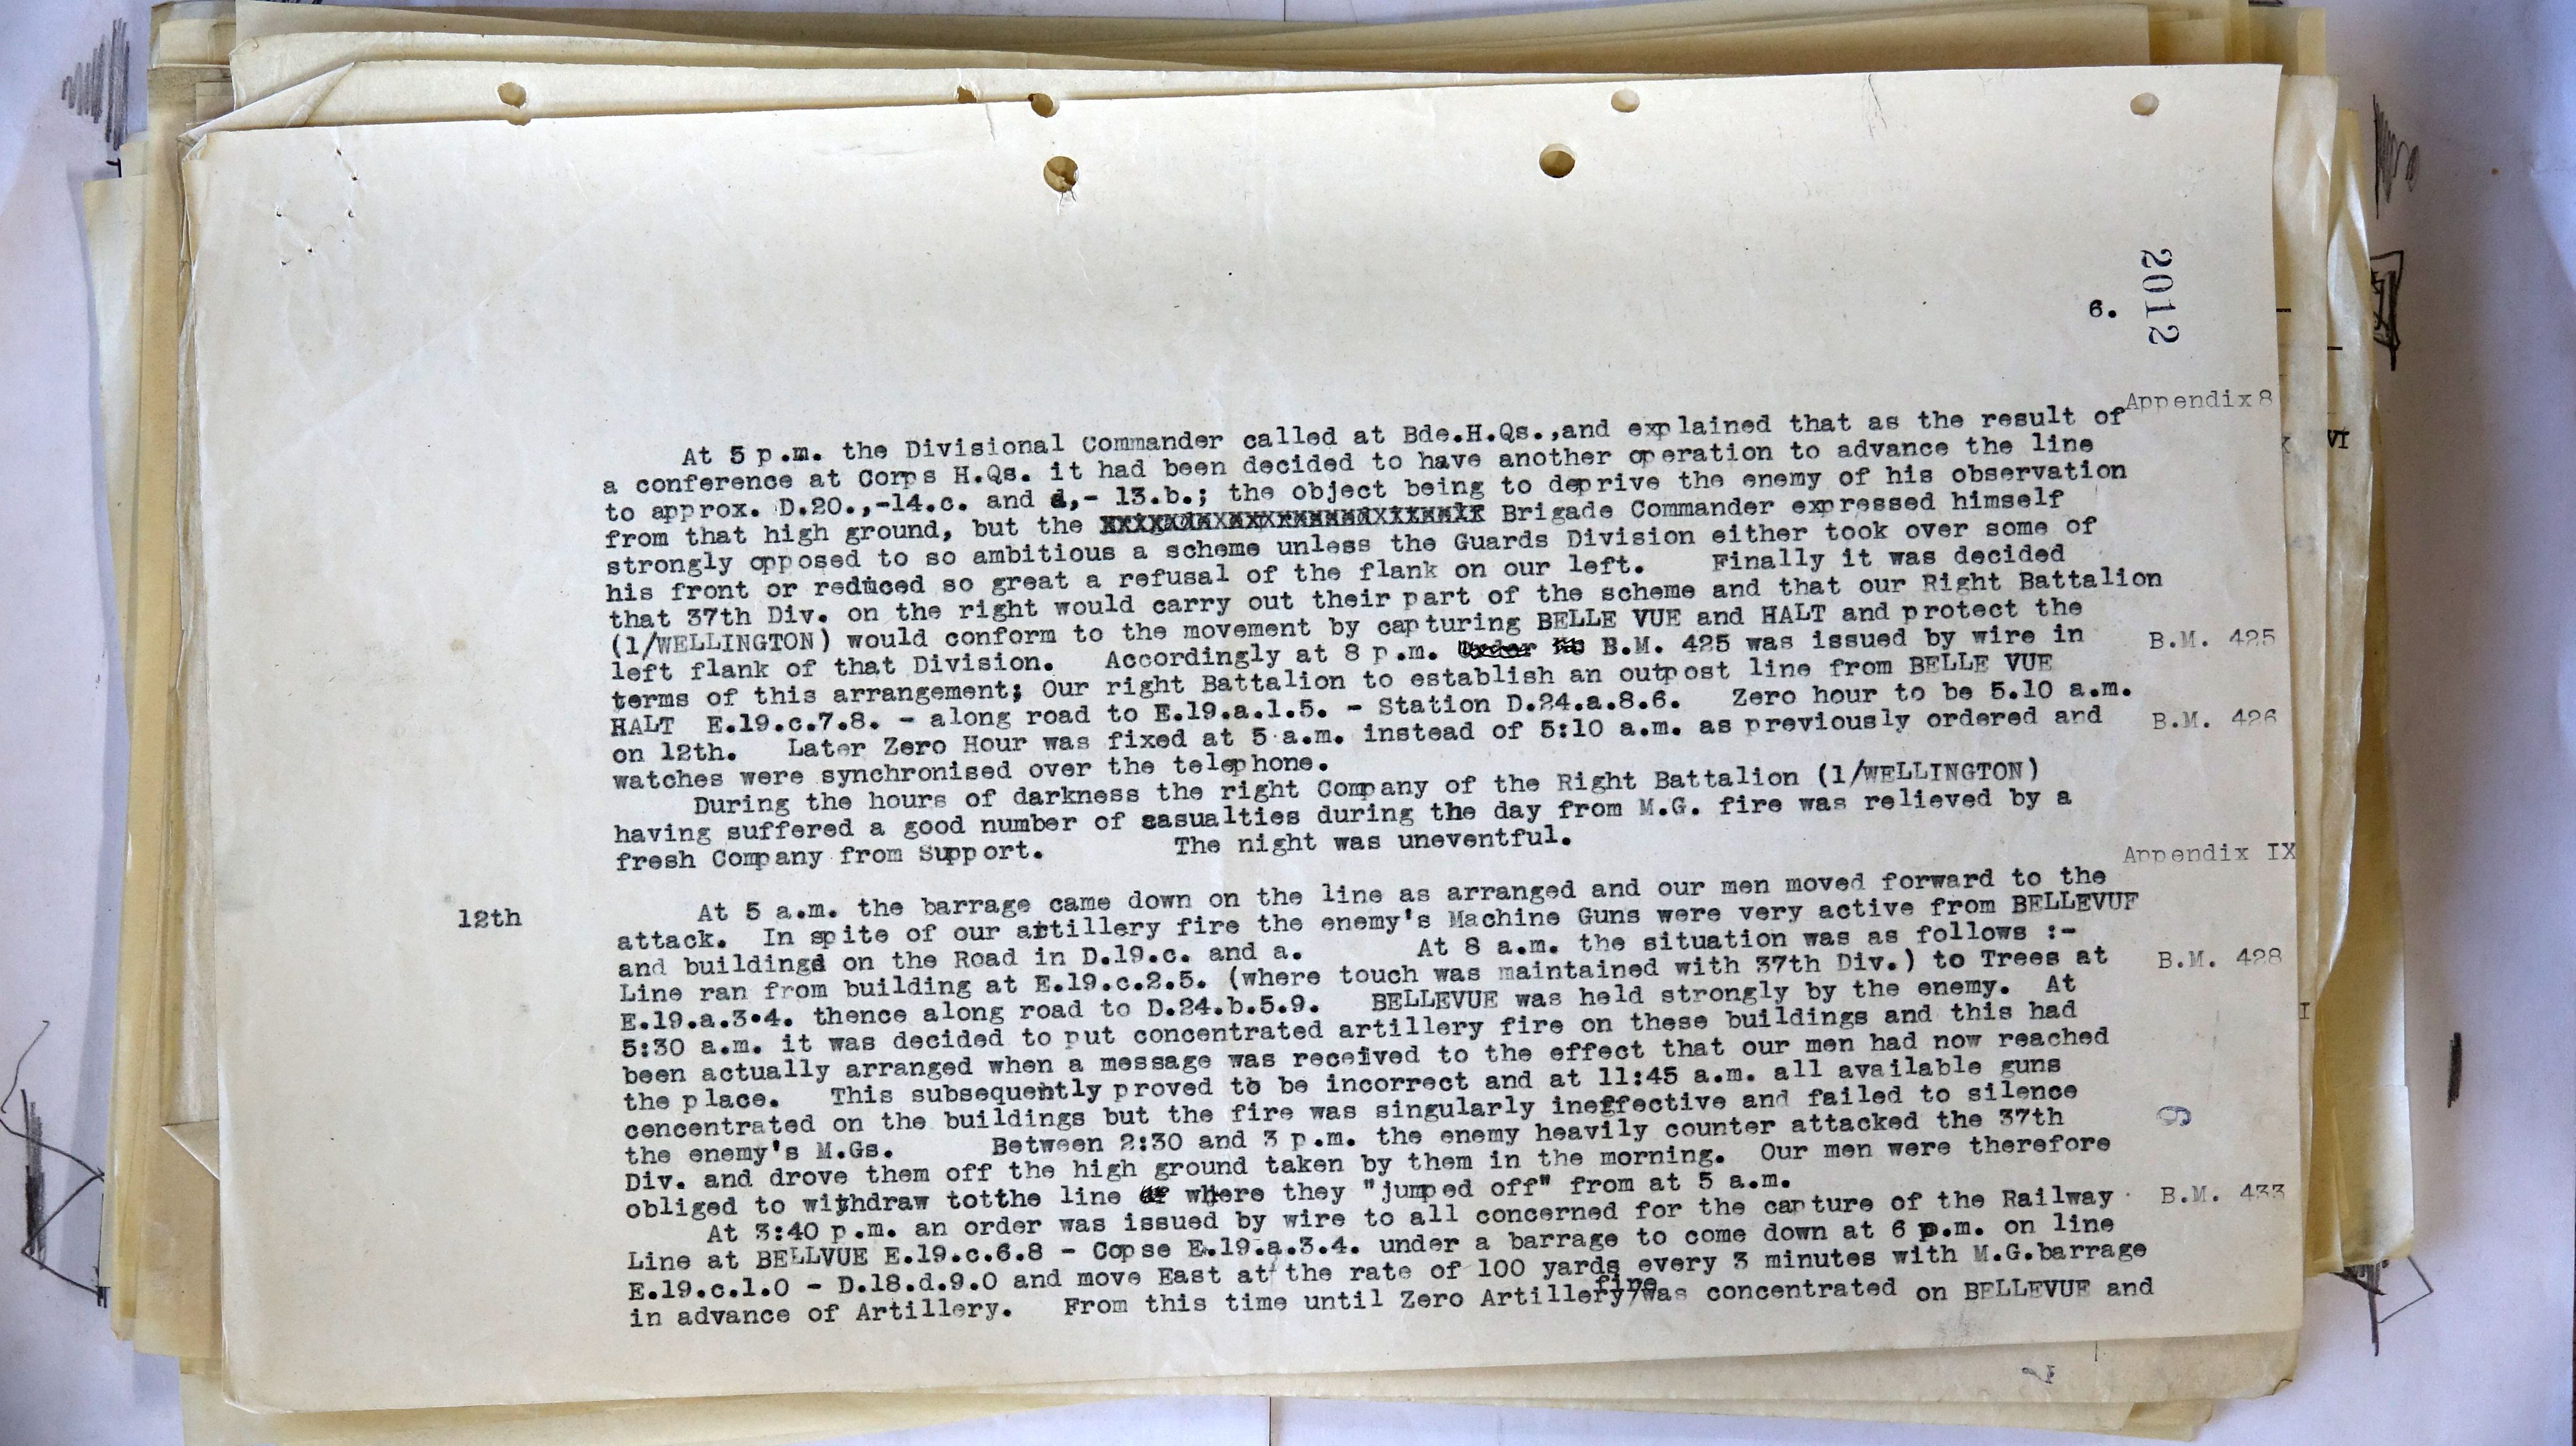 2012
6.
Appendix 8
At 5 p.m. the Divisional Commander called at Bde.H.Qs.,and explained that as the result of
a conference at Corps H.Qs. it had been decided to have another operation to advance the line
to approx. D.20.,-14.c. and d,- 13.b.; the object being to deprive the enemy of his observation
from that high ground, but the Brigade Commander expressed himself
strongly opposed to so ambitious a scheme unless the Guards Division either took over some of
his front or reduced so great a refusal of the flank on our left. Finally it was decided
that 37th Div. on the right would carry out their part of the scheme and that our Right Battalion
(1/WELLINGTON) would conform to the movement by capturing BELLE VUE and HALT and protect the
left flank of that Division. Accordingly at 8 p.m. B.M. 425 was issued by wire in B.M. 425
terms of this arrangement; Our right Battalion to establish an outpost line from BELLE VUE
HALT E.19.c.7.8. - along road to E.19.a.1.5. - Station D.24.a.8.6. Zero hour to be 5.10 a.m.
on 12th. Later Zero Hour was fixed at 5 a.m. instead of 5:10 a.m. as previously ordered and B.M. 426
watches were synchronised over the telephone.
During the hours of darkness the right Company of the Right Battalion (1/WELLINGTON)
having suffered a good number of casualties during the day from M.G. fire was relieved by a
fresh Company from Support. The night was uneventful.
Appendix IX
12th At 5 a.m. the barrage came down on the line as arranged and our men moved forward to the
attack. In spite of our artillery fire the enemy's Machine Guns were very active from BELLEVUE
and buildings on the Road in D.19.c. and a. At 8 a.m. the situation was as follows :-
Line ran from building at E.19.c.2.5. (where touch was maintained with 37th Div.) to Trees at B.M. 428
E.19.a.3.4. thence along road to D.24.b.5.9. BELLEVUE was held strongly by the enemy. At
5:30 a.m. it was decided to put concentrated artillery fire on these buildings and this had
been actually arranged when a message was received to the effect that our men had now reached
the place. This subsequently proved to be incorrect and at 11:45 a.m. all available guns
cencentrated on the buildings but the fire was singularly ineffective and failed to silence
the enemy's M.Gs. Between 2:30 and 3 p.m. the enemy heavily counter attacked the 37th
Div. and drove them off the high ground taken by them in the morning. Our men were therefore
obliged to withdraw totthe line where they "jumped off" from at 5 a.m.
At 3:40 p.m. an order was issued by wire to all concerned for the capture of the Railway B.M. 433
Line at BELLVUE E.19.c.6.8 - Copse E.19.a.3.4. under a barrage to come down at 6 p.m. on line
E.19.c.1.0 - D.18.d.9.0 and move East at the rate of 100 yards every 3 minutes with M.G.barrage
in advance of Artillery. From this time until Zero Artillery fire was concentrated on BELLEVUE and